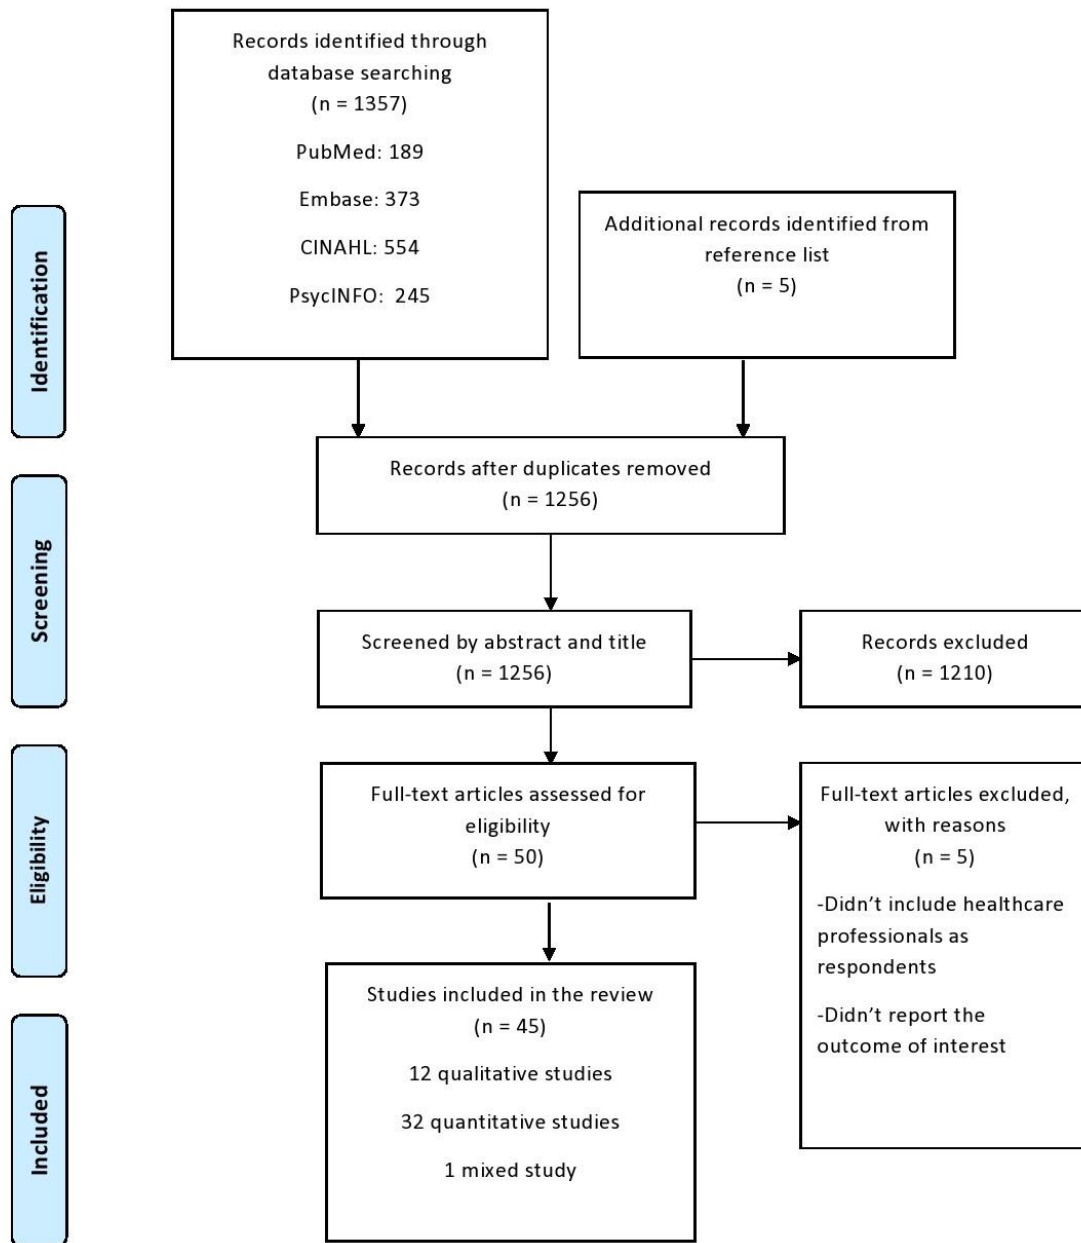 Records identified through
database searching
(n = 1357)
PubMed: 189
Embase: 373
CINAHL: 554
PsycINFO:  245
Additional records identified from
reference list
(n = 5)
Identification
Records after duplicates removed
(n = 1256)
Screening
Screened by abstract and title
(n = 1256)
Records excluded
(n = 1210)
Eligibility
Full-text articles assessed for
eligibility
(n = 50)
Full-text articles excluded,
with reasons
(n = 5)
-Didn’t include healthcare
professionals as
respondents
-Didn’t report the
outcome of interest
Included
Studies included in the review
(n = 45)
12 qualitative studies
32 quantitative studies
1 mixed study